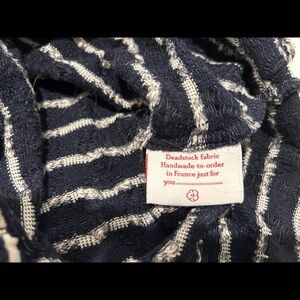 Deadstock fabric
Handmade-to-order
in France just for
you ....................